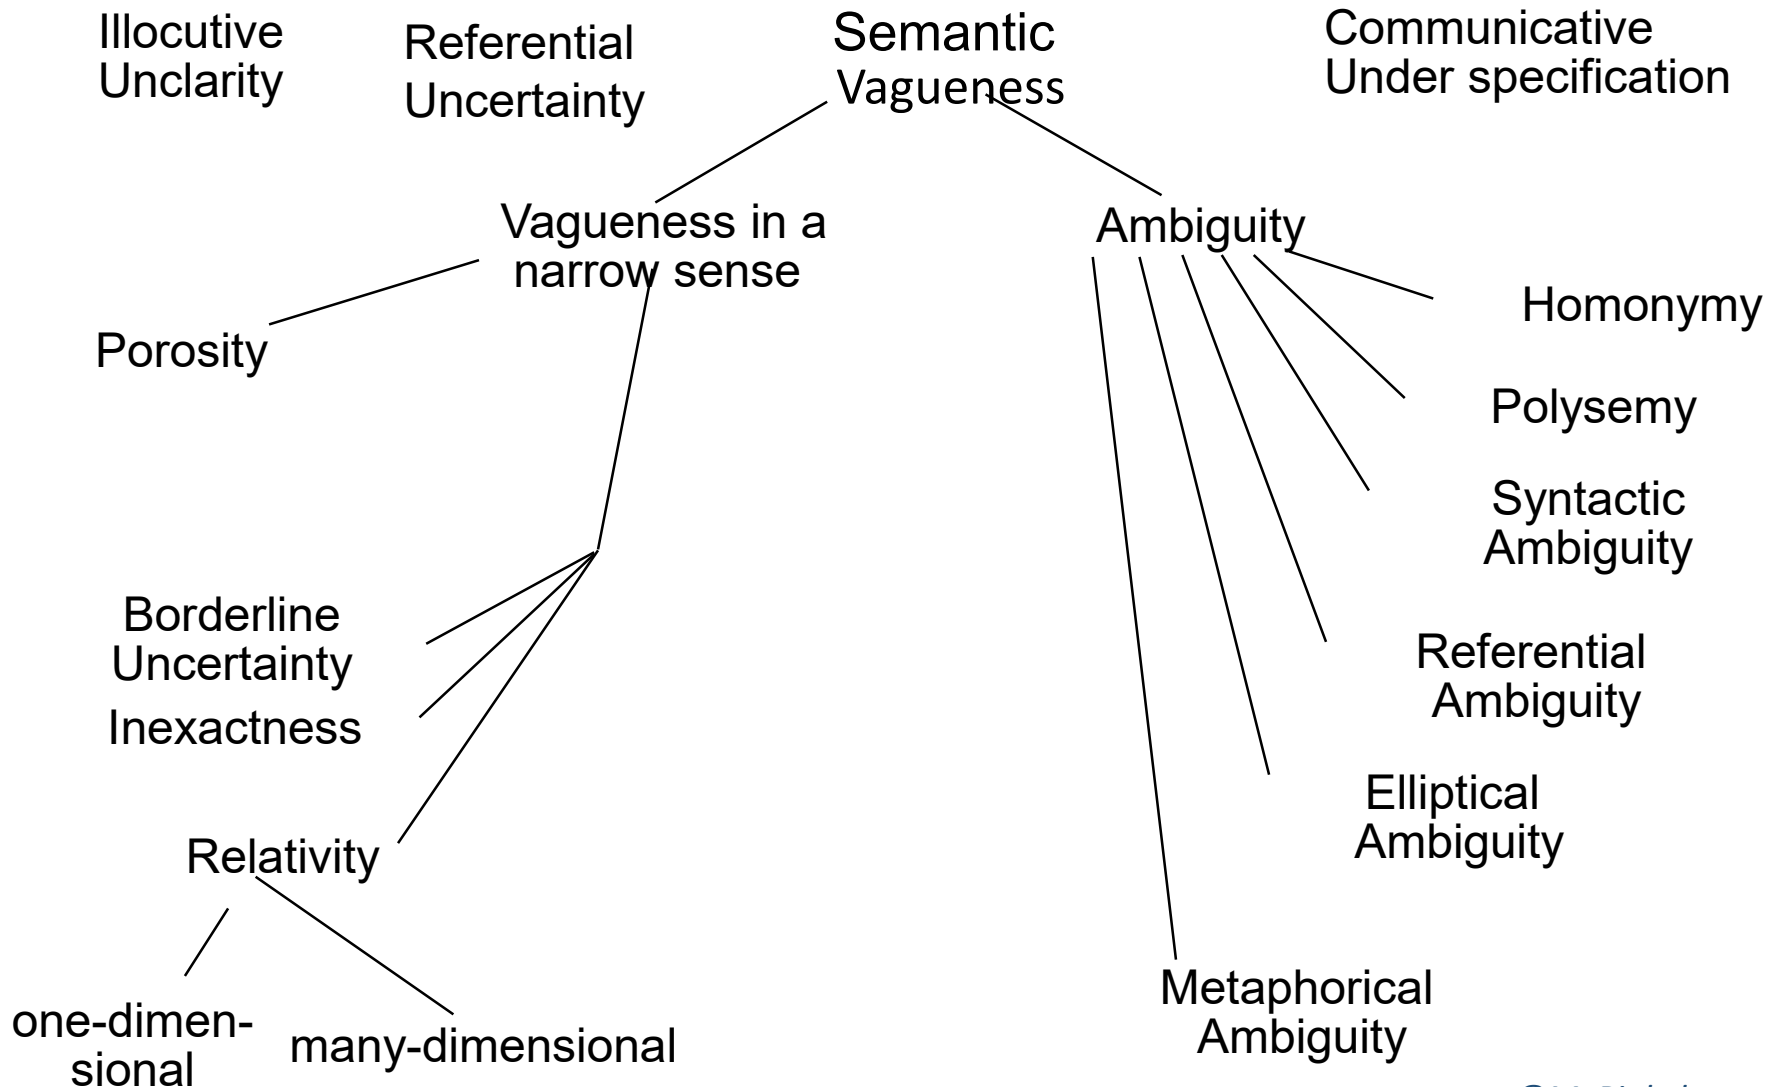 Illocutive
Unclarity
Referential
Uncertainty
Semantic
Vagueness
Communicative
Under specification
Vagueness in a
narrow sense
Ambiguity
Porosity
Homonymy
Polysemy
Syntactic
Ambiguity
Borderline
Uncertainty
Inexactness
Referential
Ambiguity
Elliptical
Ambiguity
Relativity
Metaphorical
Ambiguity
one-dimen-
sional
many-dimensional